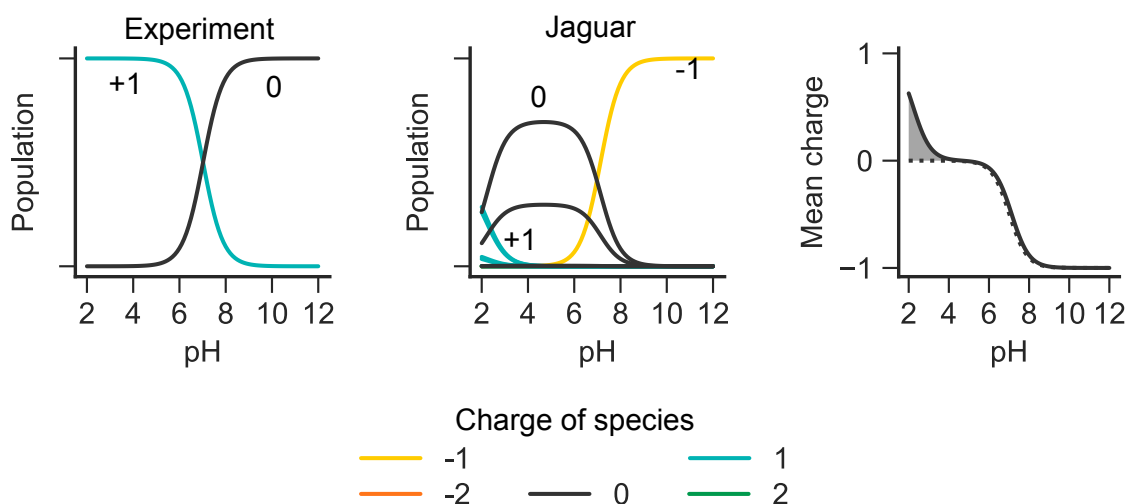 Experiment
Population
+1
0
2 4 6 8 10 12
pH
Jaguar
Population
0
-1
+1
2 4 6 8 10 12
pH
Mean charge
1
0
−1
2 4 6 8 10 12
pH
Charge of species
-1 1
-2 0 2